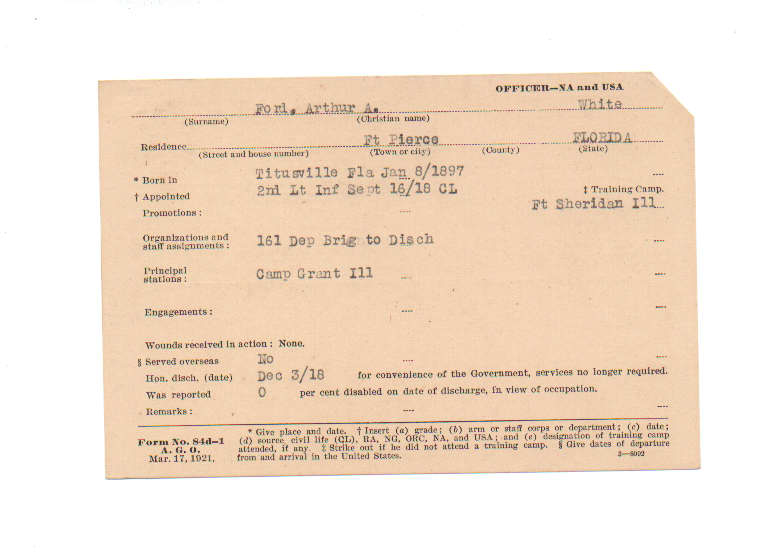 OFFICER—NA and USA
Forl, Arthur A. White
(Surname) (Christian name)
Residence Ft Pierce FLORIDA
(Street and house number) (Town or city) (County) (State)
* Born in Titusville Fla Jan 8/1897
† Appointed 2nd Lt Inf Sept 16/18 CL ‡ Training Camp.
Promotions: Ft Sheridan Ill
Organizations and
staff assignments: 161 Dep Brig to Disch
Principal
stations: Camp Grant Ill
Engagements:
Wounds received in action: None.
§ Served overseas No
Hon. disch. (date) Dec 3/18 for convenience of the Government, services no longer required.
Was reported 0 per cent disabled on date of discharge, in view of occupation.
Remarks:
Form No. 84d–1
A. G. O.
Mar. 17, 1921.
* Give place and date. † Insert (a) grade; (b) arm or staff corps or department; (c) date;
(d) source, civil life (CL), RA, NG, ORC, NA, and USA; and (e) designation of training camp
attended, if any. ‡ Strike out if he did not attend a training camp. § Give dates of departure
from and arrival in the United States. 3—8092